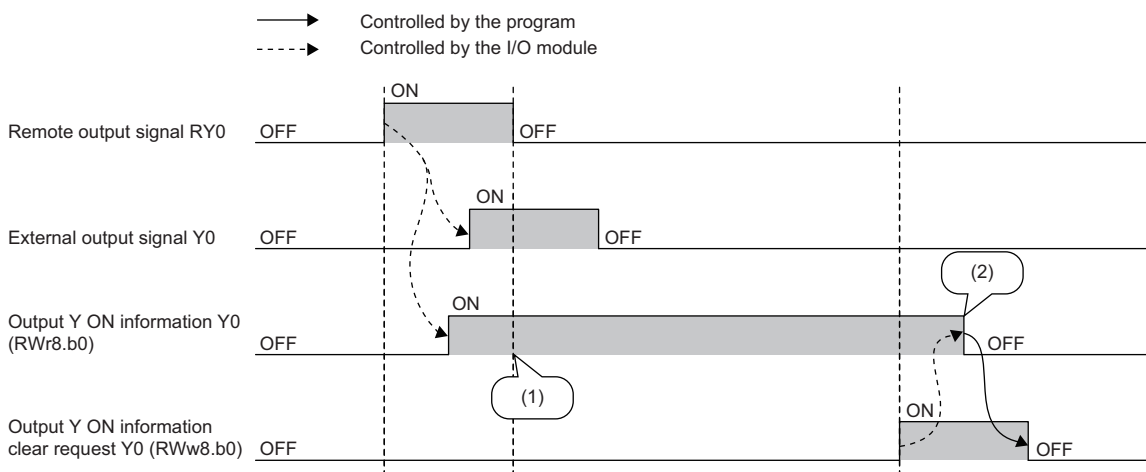 Controlled by the program
Controlled by the I/O module
ON
Remote output signal RY0 OFF OFF
ON
External output signal Y0 OFF OFF
(2)
ON
Output Y ON information Y0
(RWr8.b0)
OFF OFF
(1)
ON
Output Y ON information
clear request Y0 (RWw8.b0)
OFF OFF